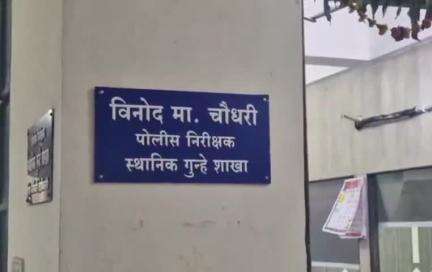 विनोद मा. चौधरी
पोलीस निरीक्षक
स्थानिक गुन्हे शाखा